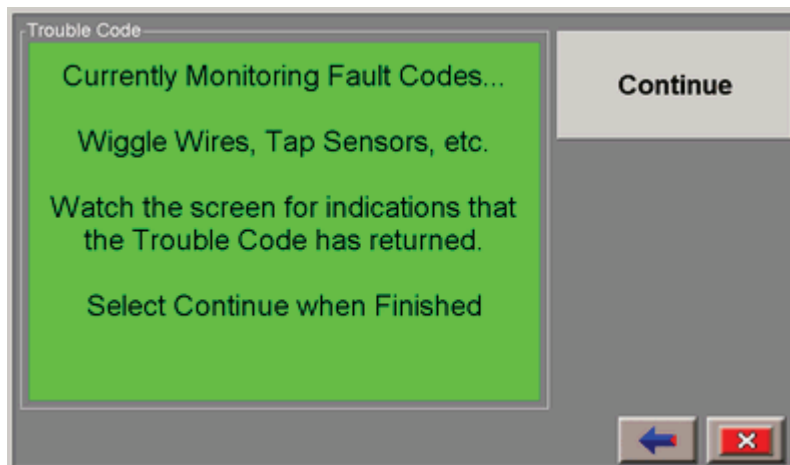 Trouble Code
Currently Monitoring Fault Codes...
Wiggle Wires, Tap Sensors, etc.
Watch the screen for indications that
the Trouble Code has returned.
Select Continue when Finished
Continue